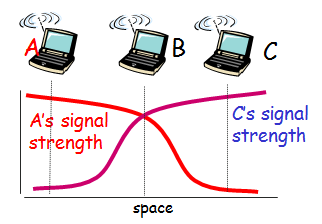 A
B
C
A's signal
strength
C's signal
strength
space